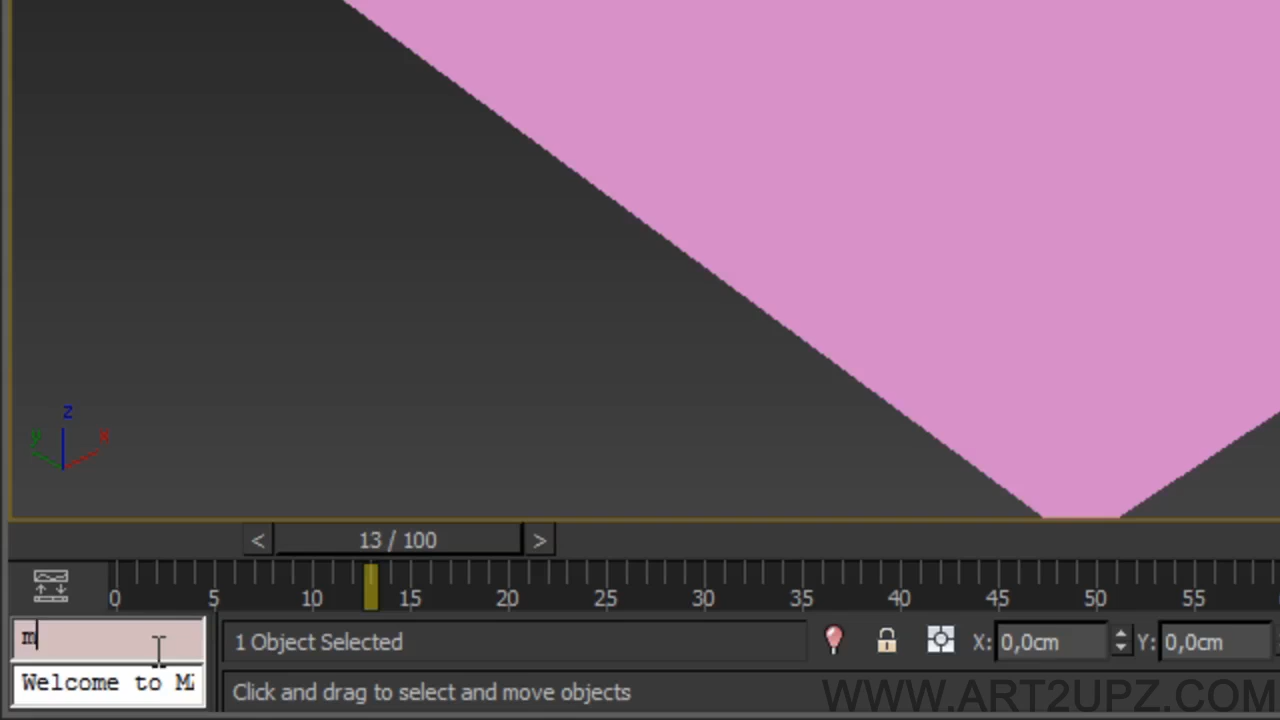 z
y
x
< 13 / 100 >
0 5 10 15 20 25 30 35 40 45 50 55
m
1 Object Selected
X: 0,0cm
Y: 0,0cm
Welcome to
Click and drag to select and move objects
WWW.ART2UPZ.COM